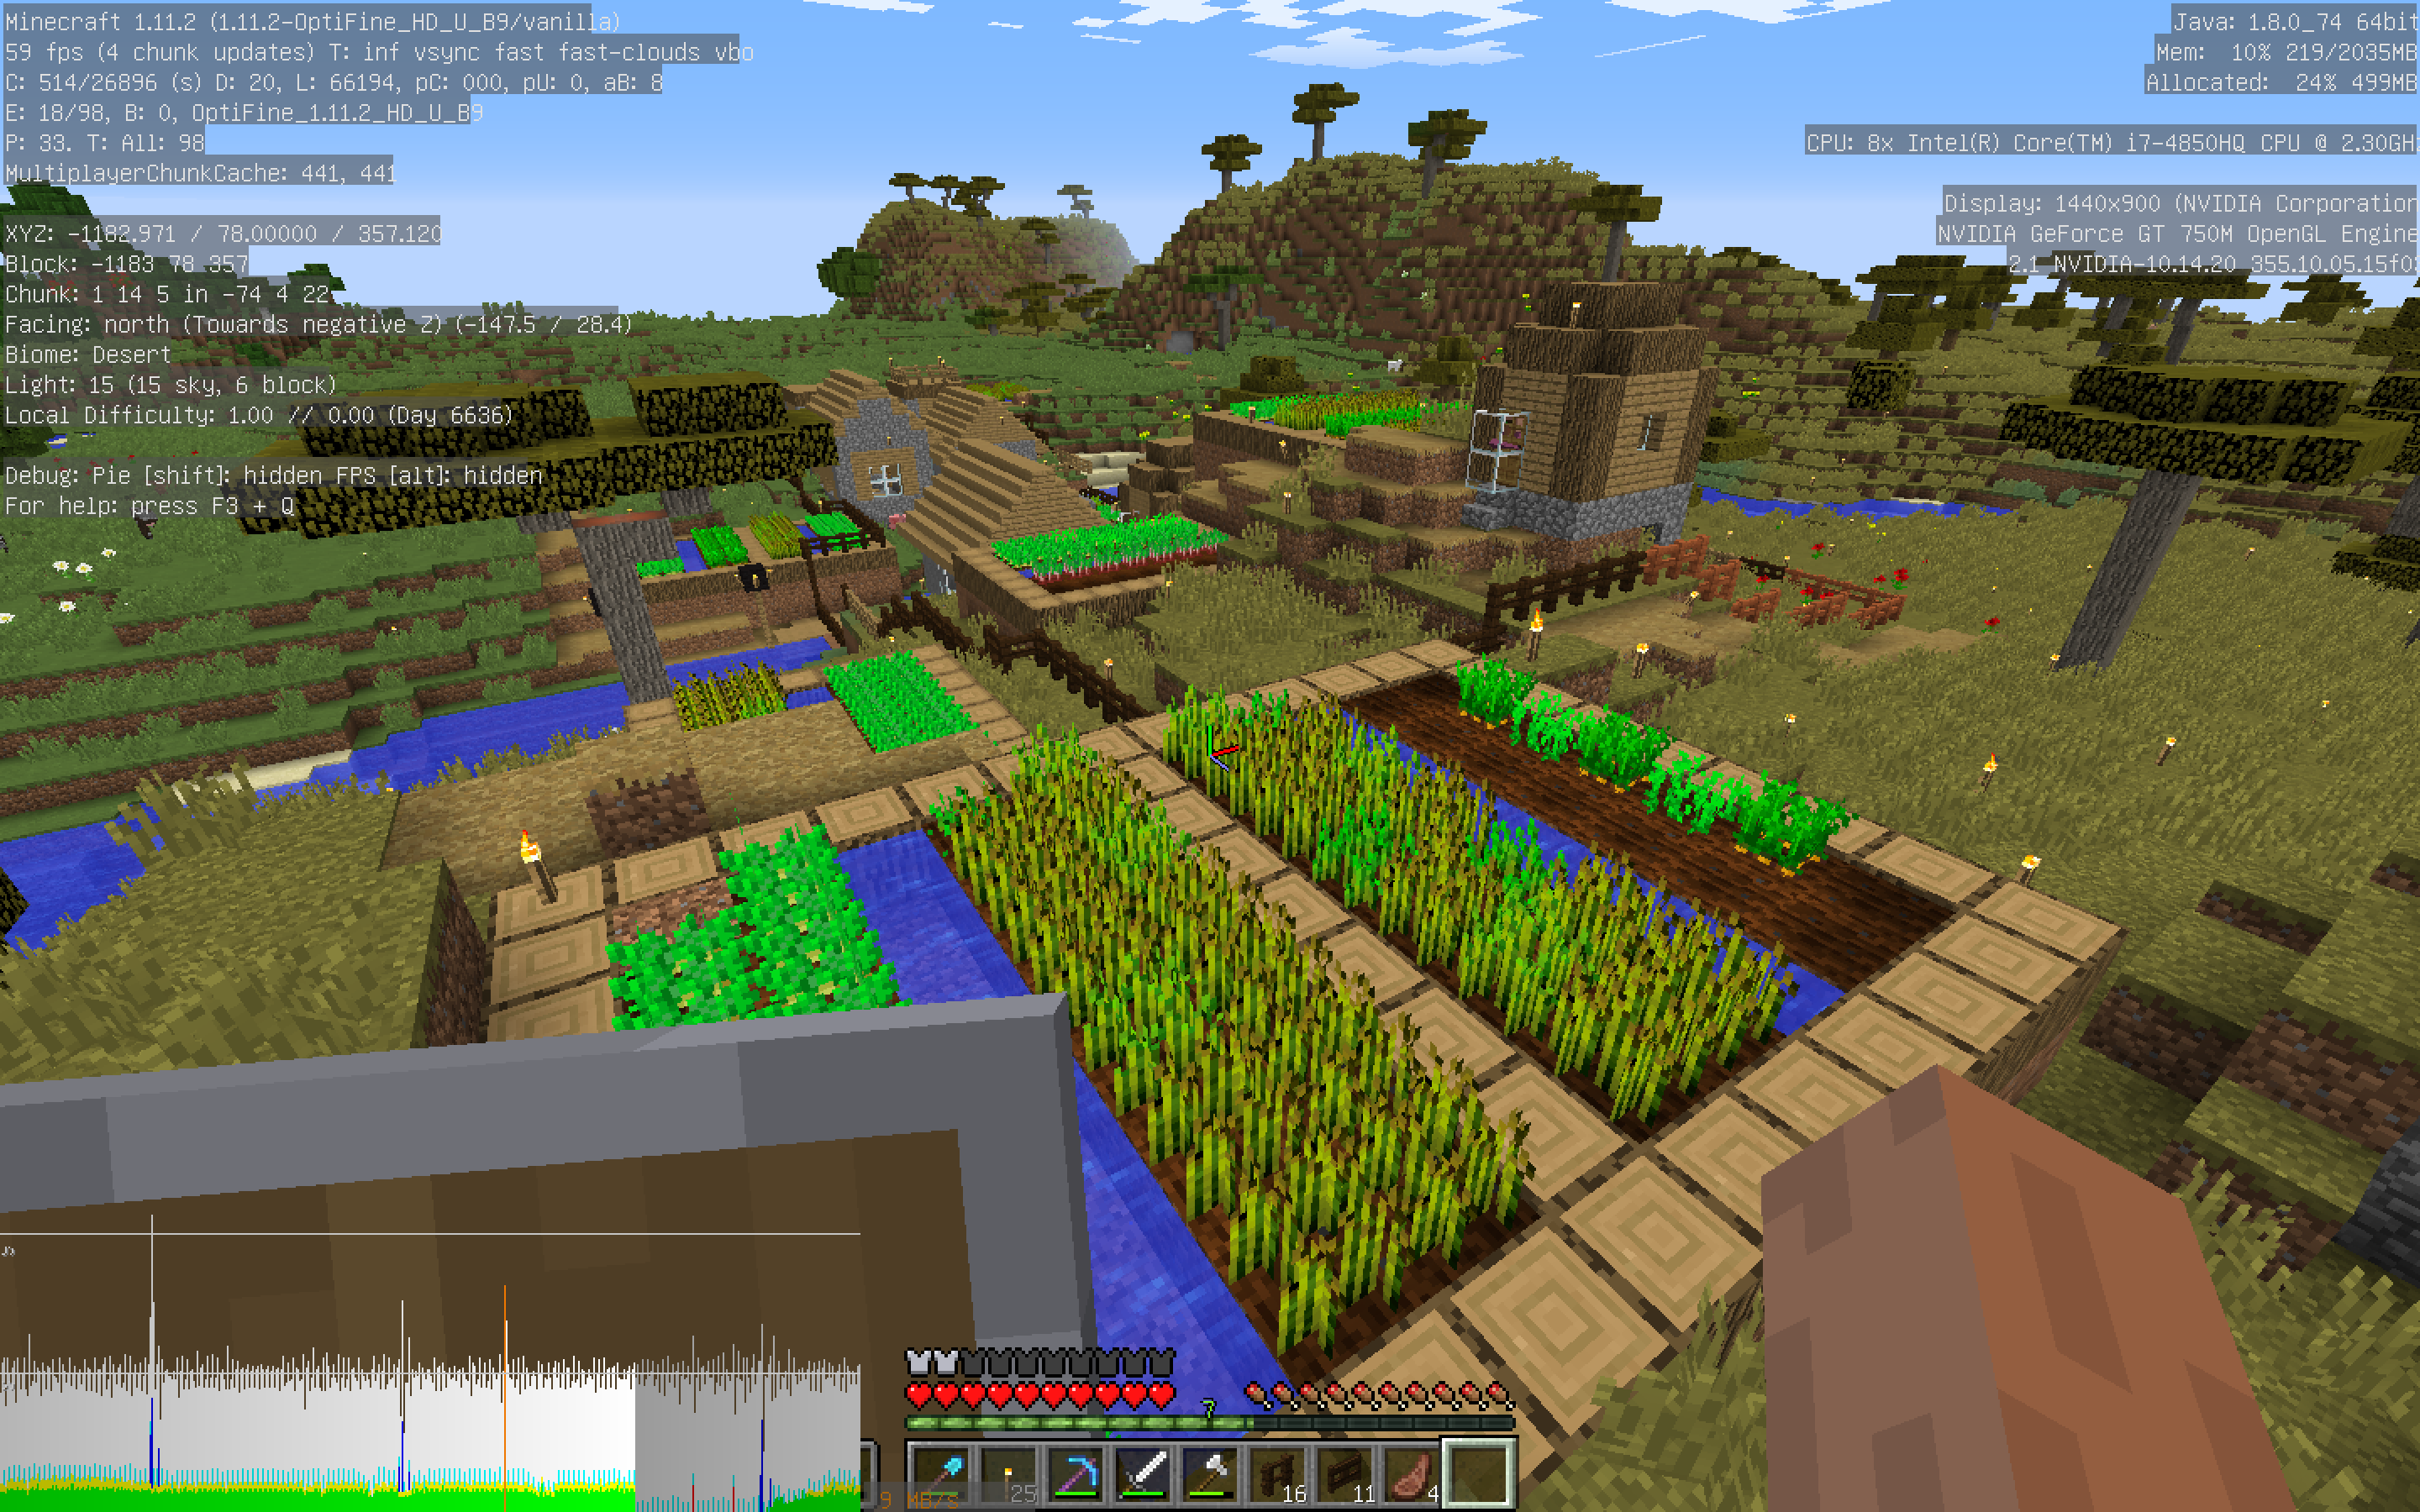 Minecraft 1.11.2 (1.11.2-OptiFine_HD_U_B9/vanilla)
59 fps (4 chunk updates) T: inf vsync fast fast-clouds vbo
C: 514/26896 (s) D: 20, L: 66194, pC: 000, pU: 0, aB: 8
E: 18/98, B: 0, OptiFine_1.11.2_HD_U_B9
P: 33. T: All: 98
MultiplayerChunkCache: 441, 441
XYZ: -1182.971 / 78.00000 / 357.120
Block: -1183 78 357
Chunk: 1 14 5 in -74 4 22
Facing: north (Towards negative Z) (-147.5 / 28.4)
Biome: Desert
Light: 15 (15 sky, 6 block)
Local Difficulty: 1.00 // 0.00 (Day 6636)
Debug: Pie [shift]: hidden FPS [alt]: hidden
For help: press F3 + Q
Java: 1.8.0_74 64bit
Mem: 10% 219/2035MB
Allocated: 24% 499MB
CPU: 8x Intel(R) Core(TM) i7-4850HQ CPU @ 2.30GH
Display: 1440x900 (NVIDIA Corporation
NVIDIA GeForce GT 750M OpenGL Engine
2.1 NVIDIA-10.14.20 355.10.05.15f0
7
9 MB/s
25
16
11
4